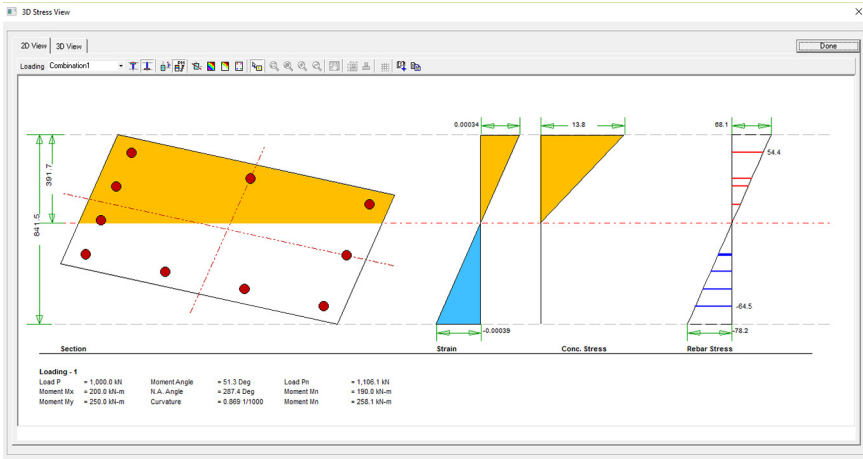 3D Stress View
2D View 3D View
Done
Loading Combination1
0.00034
13.8
68.1
54.4
391.7
841.5
-64.5
-0.00039
-78.2
Section Strain Conc. Stress Rebar Stress
Loading - 1
Load P = 1,000.0 kN Moment Angle = 51.3 Deg Load Pn = 1,106.1 kN
Moment Mx = 200.0 kN-m N.A. Angle = 287.4 Deg Moment Mn = 190.0 kN-m
Moment My = 250.0 kN-m Curvature = 0.869 1/1000 Moment Mn = 258.1 kN-m